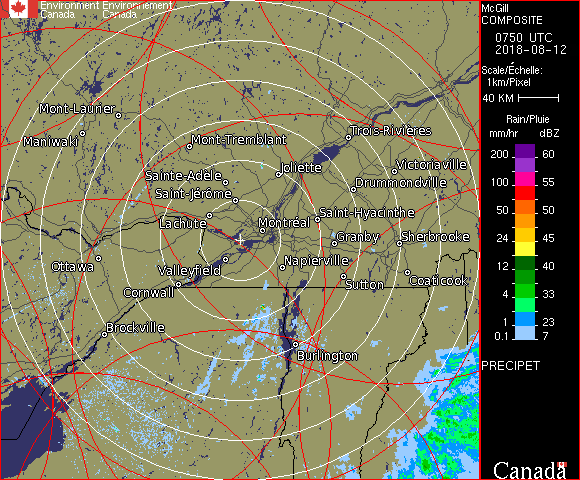 Environment Environnement
Canada Canada
McGill
COMPOSITE
0750 UTC
2018-08-12
Scale/Échelle:
1km/Pixel
40 KM
Rain/Pluie
mm/hr dBZ
200 60
55
100 55
50 50
24 45
12 40
4 33
1 23
0.1 7
PRECIPET
Canada
Mont-Laurier
Maniwaki
Mont-Tremblant
Trois-Rivières
Sainte-Adèle
Joliette
Victoriaville
Saint-Jérôme
Drummondville
Lachute
Montréal
Saint-Hyacinthe
Granby
Sherbrooke
Ottawa
Valleyfield
Napierville
Cornwall
Sutton
Coaticook
Brockville
Burlington